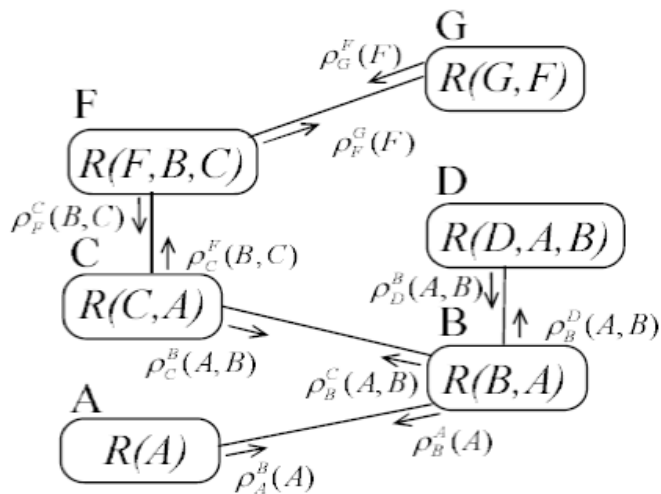 G
ρ_G^F(F)
R(G,F)
F
ρ_F^G(F)
R(F,B,C)
D
ρ_F^C(B,C)
R(D,A,B)
C
ρ_C^F(B,C)
ρ_D^B(A,B)
R(C,A)
B
ρ_B^D(A,B)
ρ_C^B(A,B)
ρ_B^C(A,B)
R(B,A)
A
R(A)
ρ_B^A(A)
ρ_A^B(A)